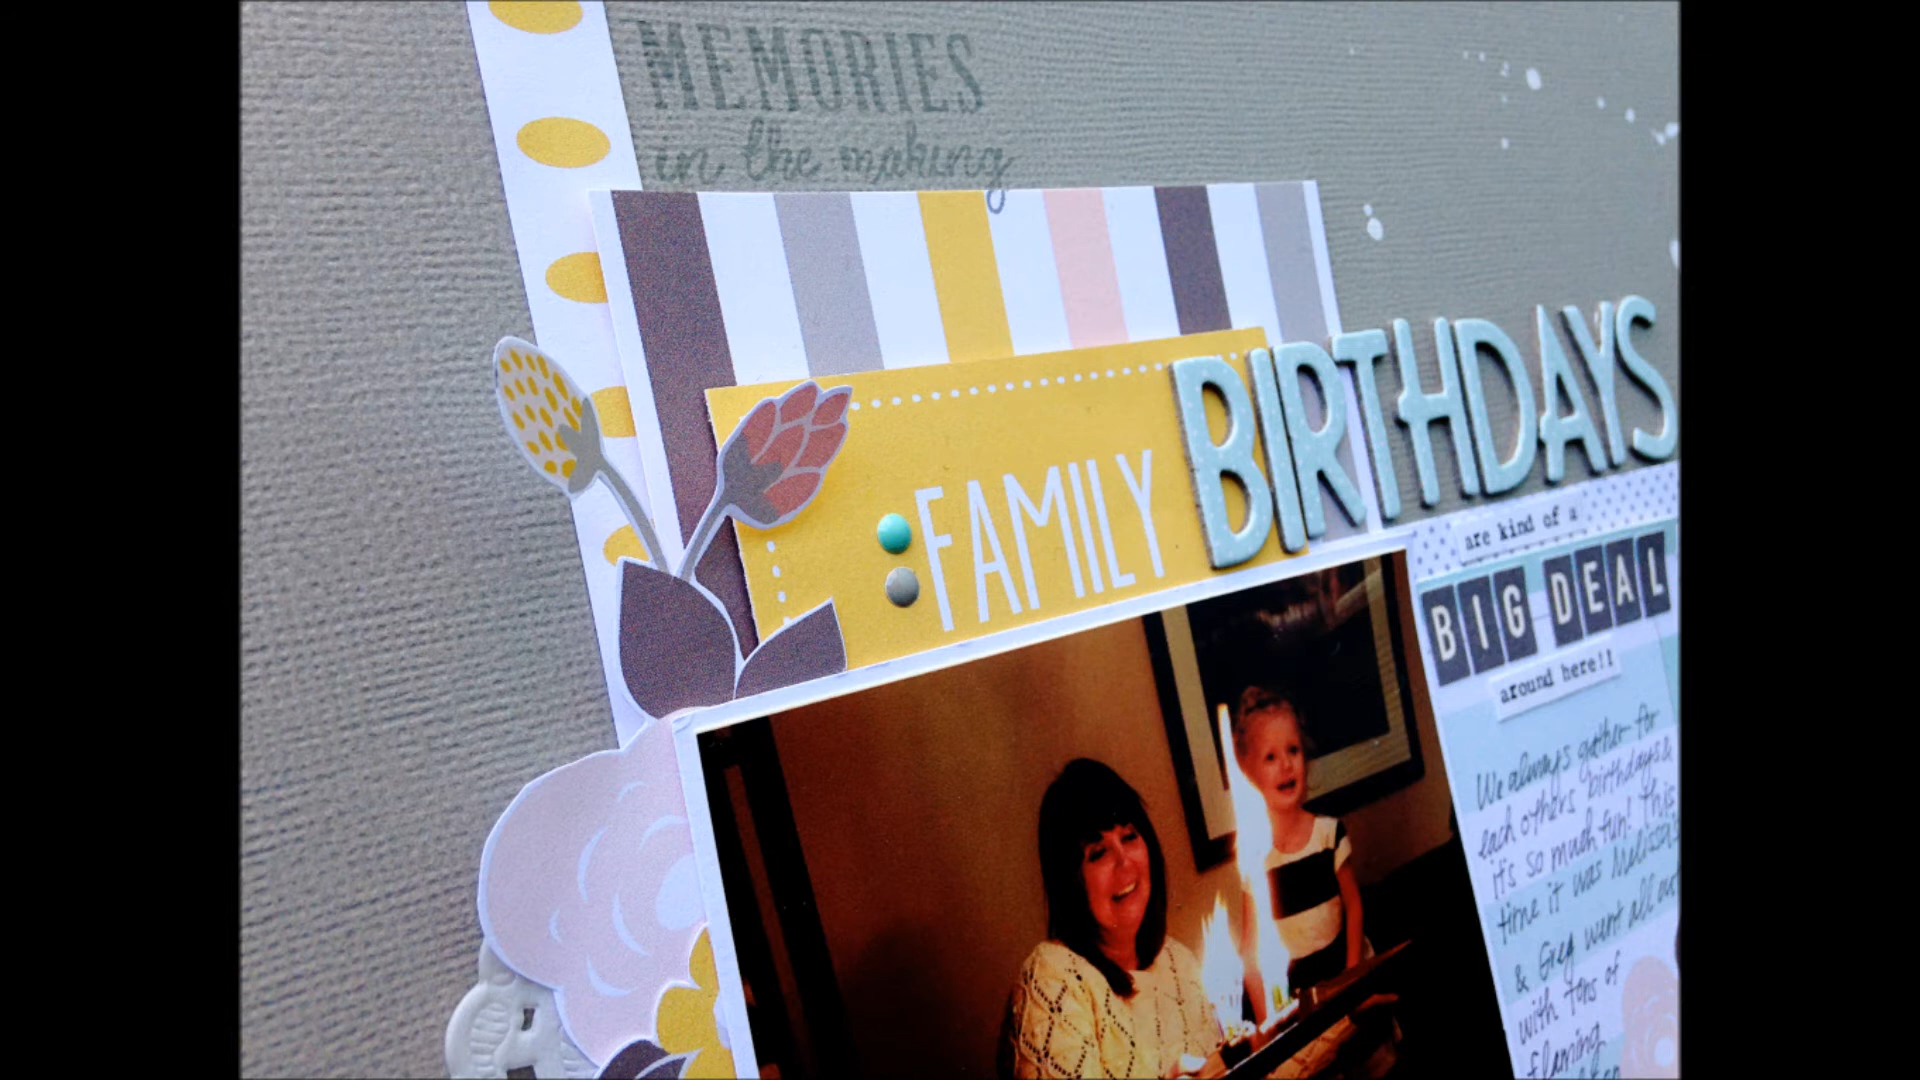 MEMORIES
in the making
FAMILY BIRTHDAYS
are kind of a
BIG DEAL
around here!!
We always gather for
each others birthdays &
it's so much fun! This
time it was Melissa's
& Greg went all out
with tons of
flaming